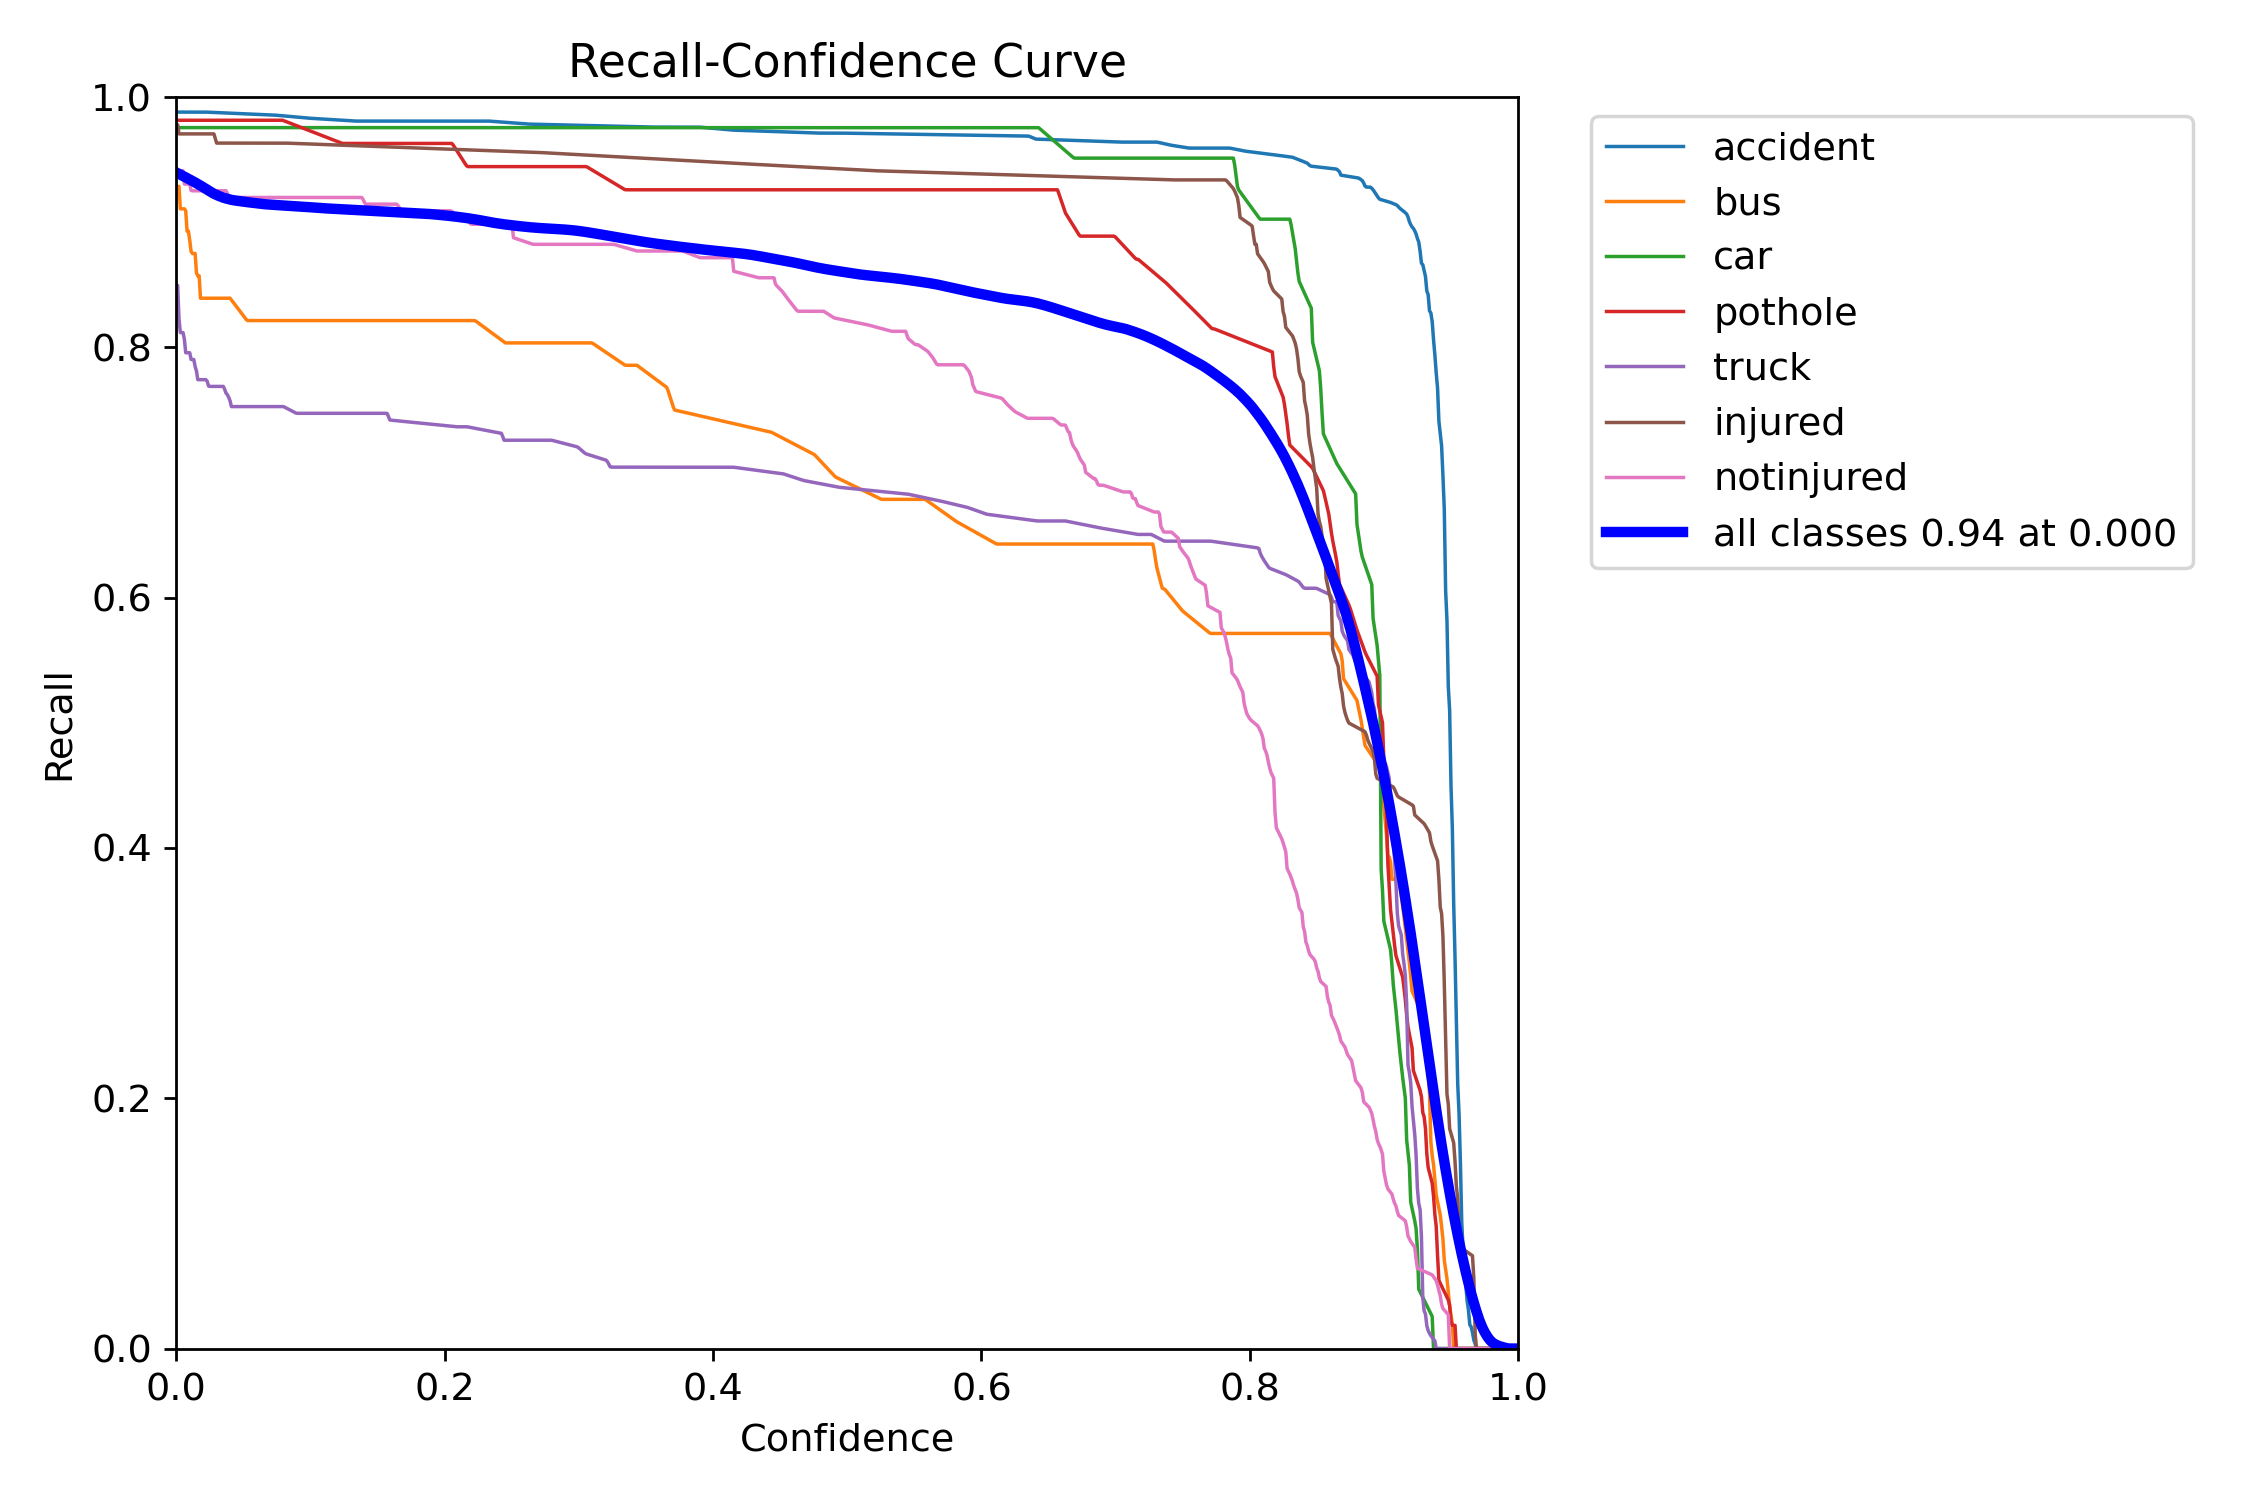 Recall-Confidence Curve
1.0
0.8
0.6
0.4
0.2
0.0
Recall
0.0 0.2 0.4 0.6 0.8 1.0
Confidence
accident
bus
car
pothole
truck
injured
notinjured
all classes 0.94 at 0.000